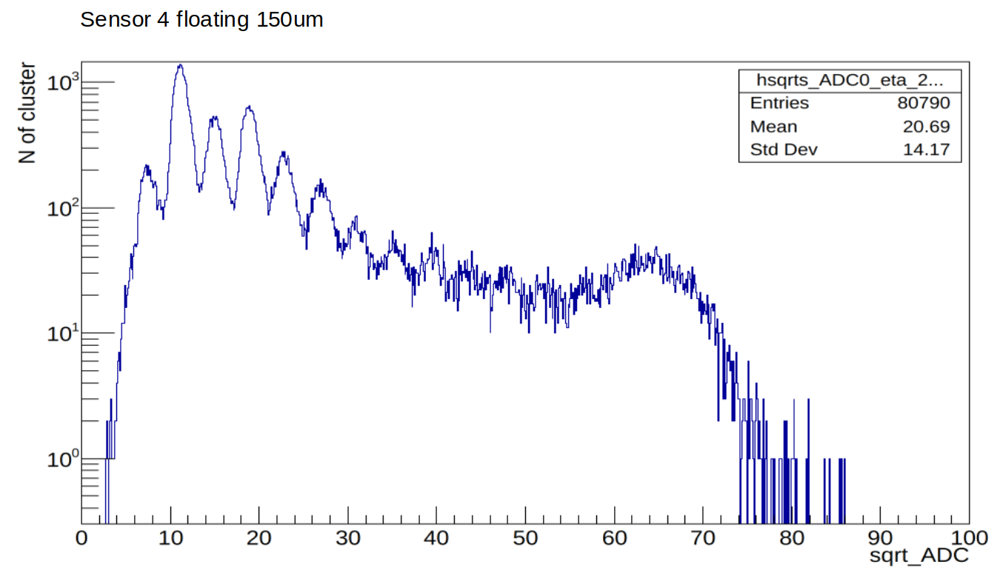 Sensor 4 floating 150um
N of cluster
10³
10²
10¹
10⁰
hsqrts_ADC0_eta_2...
Entries 80790
Mean 20.69
Std Dev 14.17
0 10 20 30 40 50 60 70 80 90 100
sqrt_ADC